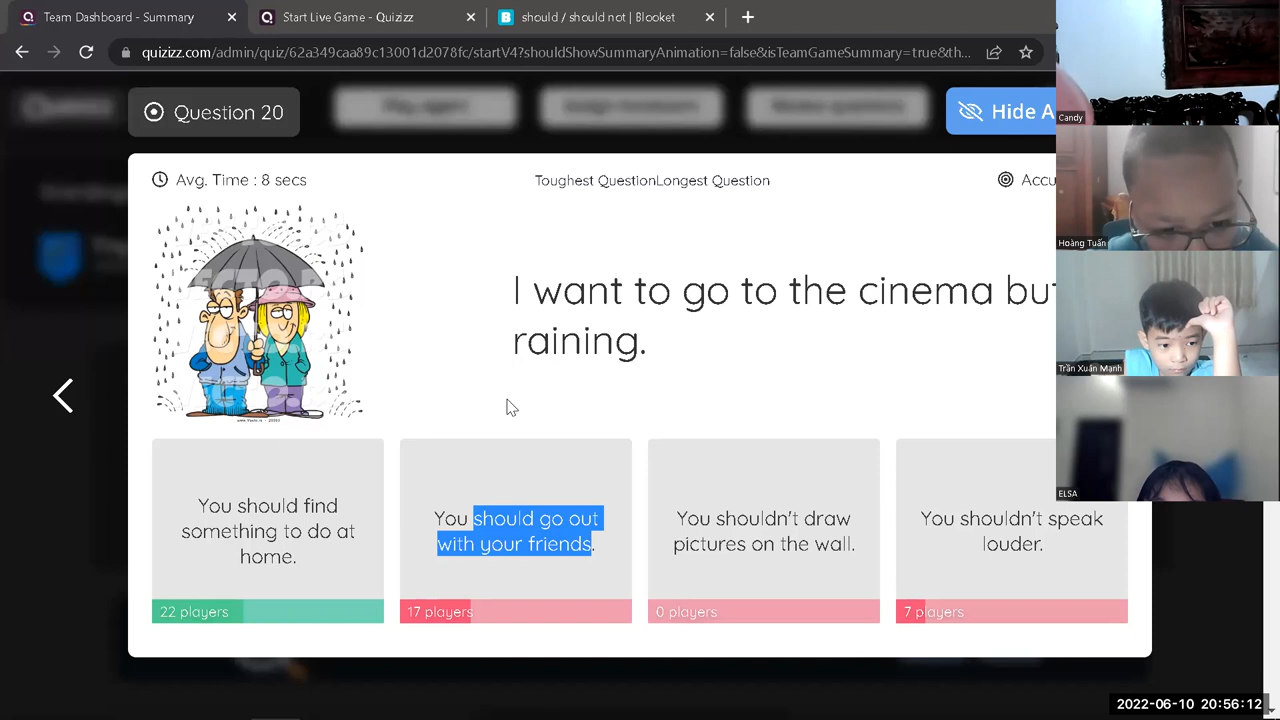 Team Dashboard - Summary
Start Live Game - Quizizz
should / should not | Blooket
quizizz.com/admin/quiz/62a349caa89c13001d2078fc/startV4?shouldShowSummaryAnimation=false&isTeamGameSummary=true&th...
Question 20
Hide A
Avg. Time : 8 secs
Toughest QuestionLongest Question
Accu
I want to go to the cinema but
raining.
You should find
something to do at
home.
22 players
You should go out
with your friends.
17 players
You shouldn't draw
pictures on the wall.
0 players
You shouldn't speak
louder.
7 players
Candy
Hoàng Tuấn
Trần Xuân Mạnh
ELSA
2022-06-10 20:56:12